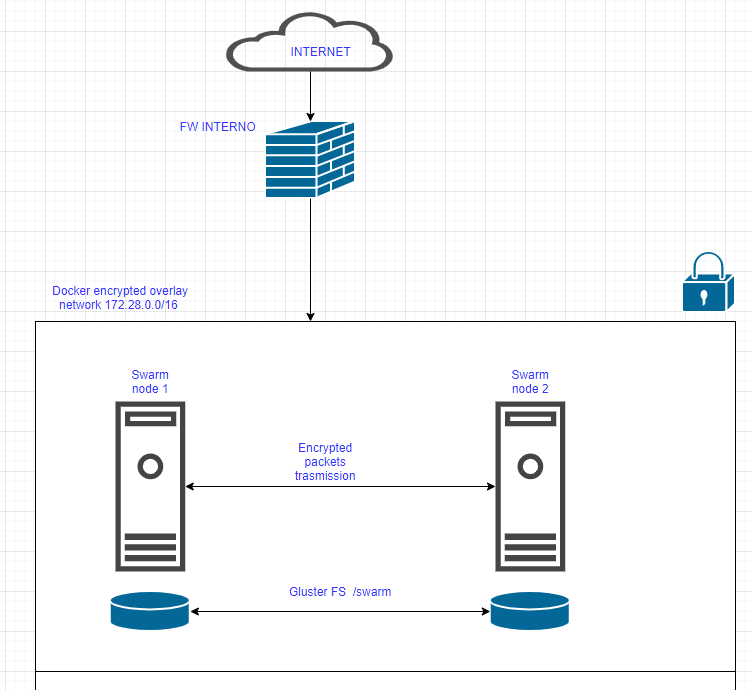 INTERNET
FW INTERNO
Docker encrypted overlay
network 172.28.0.0/16
Swarm
node 1
Swarm
node 2
Encrypted
packets
trasmission
Gluster FS /swarm